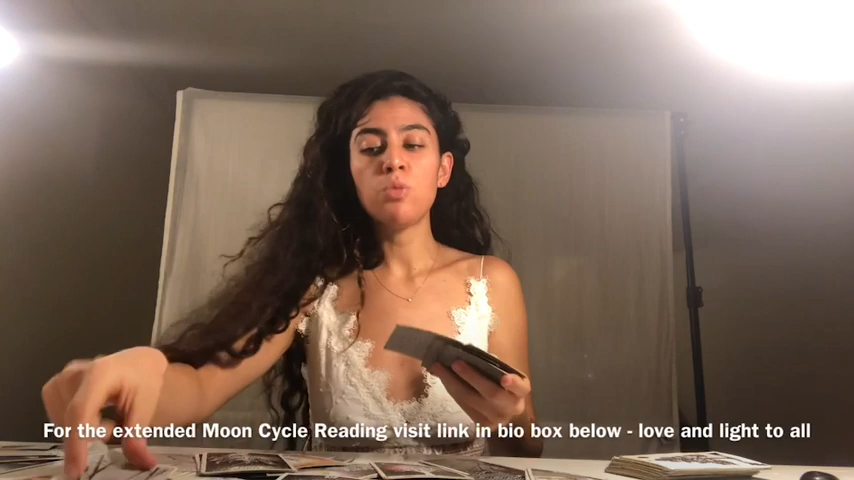 For the extended Moon Cycle Reading visit link in bio box below - love and light to all